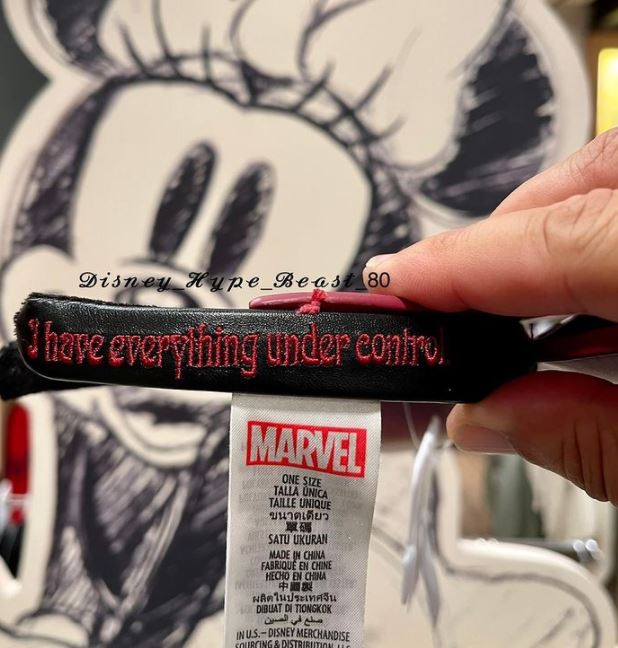 Disney_Hype_Beast_80
I have everything under control.
MARVEL
ONE SIZE
TALLA ÚNICA
TAILLE UNIQUE
ขนาดเดียว
單碼
SATU UKURAN
MADE IN CHINA
FABRIQUÉ EN CHINE
HECHO EN CHINA
中國製
ผลิตในประเทศจีน
DIBUAT DI TIONGKOK
صنع في الصين
IN U.S.– DISNEY MERCHANDISE
SOURCING & DISTRIBUTION, LLC